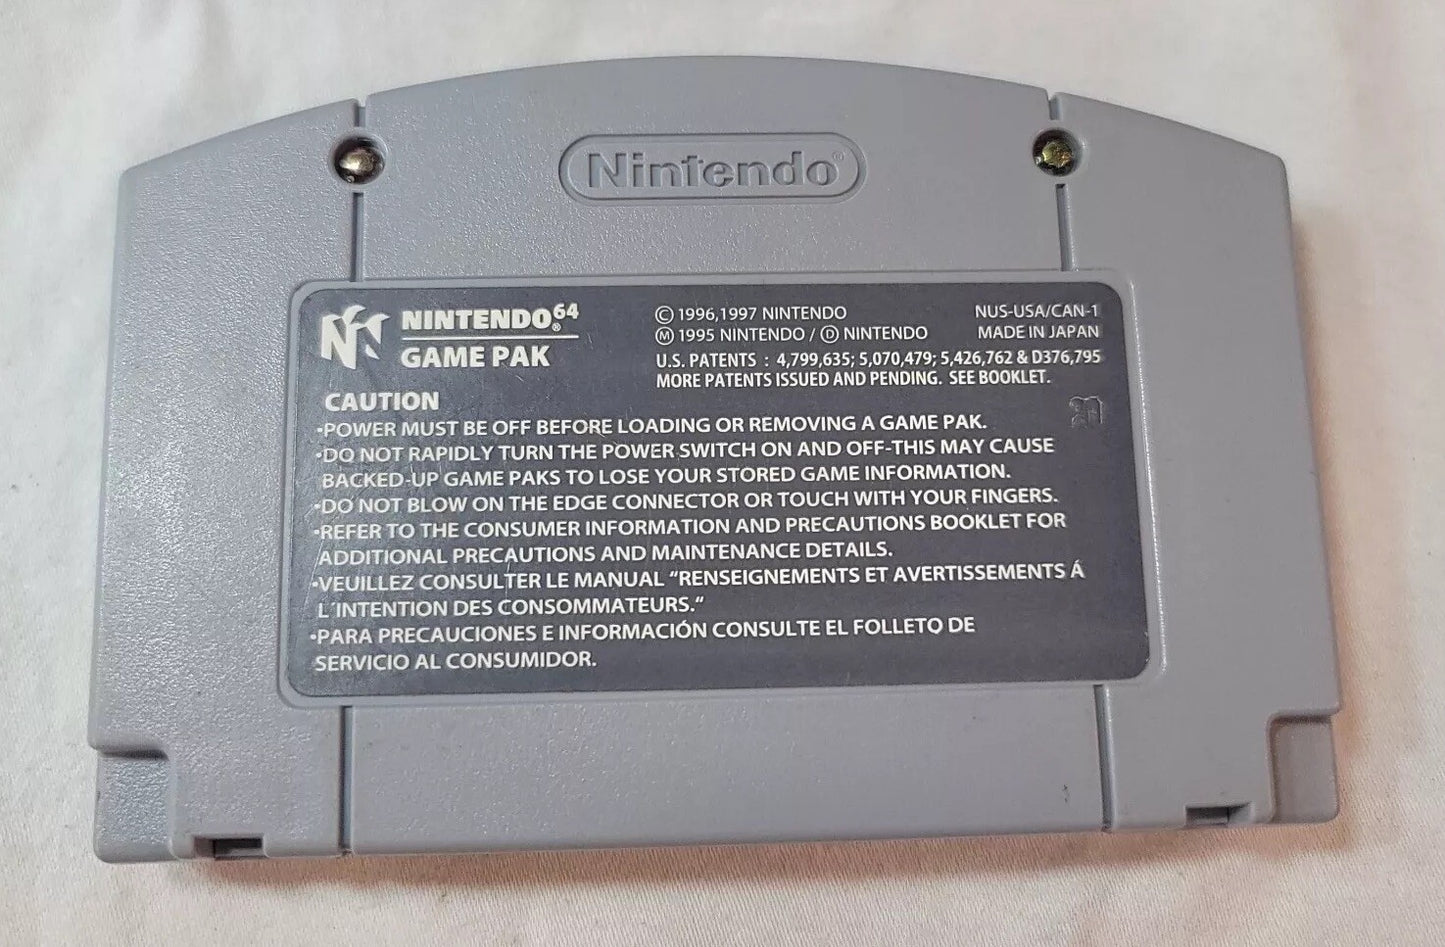 Nintendo®
NINTENDO®64
GAME PAK
© 1996,1997 NINTENDO
Ⓜ 1995 NINTENDO / Ⓓ NINTENDO
NUS-USA/CAN-1
MADE IN JAPAN
U.S. PATENTS : 4,799,635; 5,070,479; 5,426,762 & D376,795
MORE PATENTS ISSUED AND PENDING. SEE BOOKLET.
CAUTION
•POWER MUST BE OFF BEFORE LOADING OR REMOVING A GAME PAK.
•DO NOT RAPIDLY TURN THE POWER SWITCH ON AND OFF-THIS MAY CAUSE
BACKED-UP GAME PAKS TO LOSE YOUR STORED GAME INFORMATION.
•DO NOT BLOW ON THE EDGE CONNECTOR OR TOUCH WITH YOUR FINGERS.
•REFER TO THE CONSUMER INFORMATION AND PRECAUTIONS BOOKLET FOR
ADDITIONAL PRECAUTIONS AND MAINTENANCE DETAILS.
•VEUILLEZ CONSULTER LE MANUAL "RENSEIGNEMENTS ET AVERTISSEMENTS Á
L'INTENTION DES CONSOMMATEURS."
•PARA PRECAUCIONES E INFORMACIÓN CONSULTE EL FOLLETO DE
SERVICIO AL CONSUMIDOR.